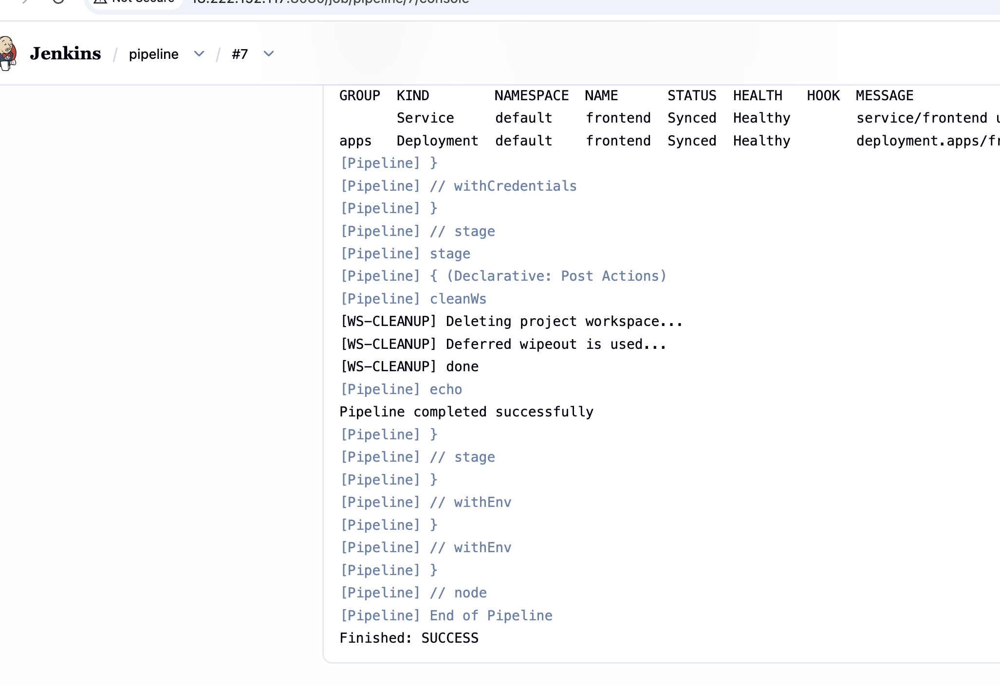 Not Secure
Jenkins / pipeline / #7
GROUP  KIND        NAMESPACE  NAME      STATUS  HEALTH   HOOK  MESSAGE
       Service     default    frontend  Synced  Healthy        service/frontend
apps   Deployment  default    frontend  Synced  Healthy        deployment.apps/
[Pipeline] }
[Pipeline] // withCredentials
[Pipeline] }
[Pipeline] // stage
[Pipeline] stage
[Pipeline] { (Declarative: Post Actions)
[Pipeline] cleanWs
[WS-CLEANUP] Deleting project workspace...
[WS-CLEANUP] Deferred wipeout is used...
[WS-CLEANUP] done
[Pipeline] echo
Pipeline completed successfully
[Pipeline] }
[Pipeline] // stage
[Pipeline] }
[Pipeline] // withEnv
[Pipeline] }
[Pipeline] // withEnv
[Pipeline] }
[Pipeline] // node
[Pipeline] End of Pipeline
Finished: SUCCESS